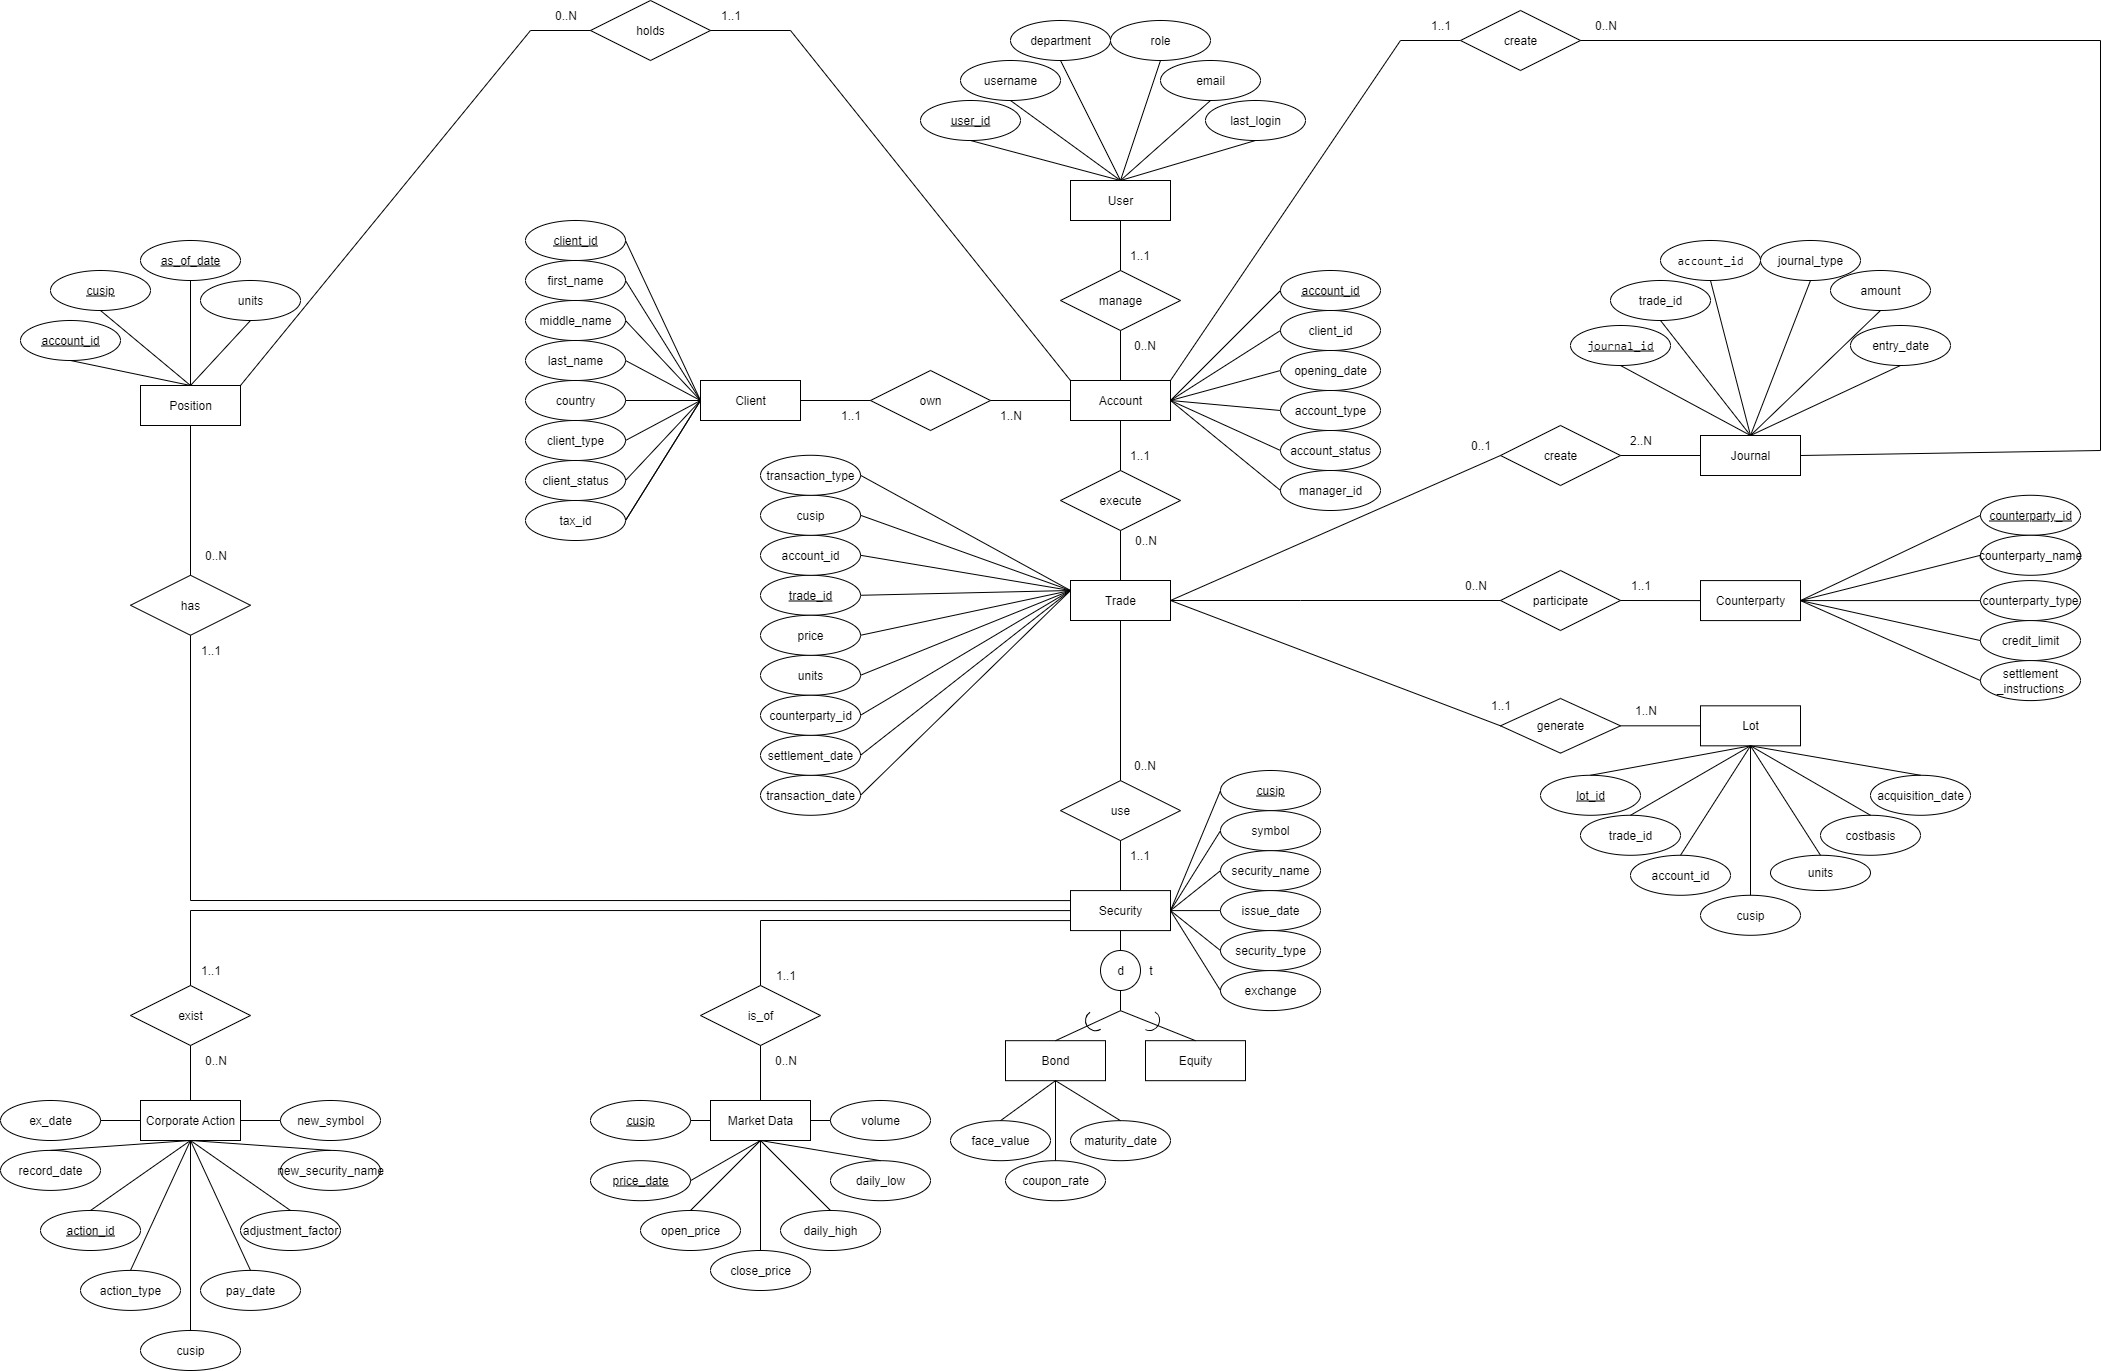 0..N
holds
1..1
1..1
create
0..N
department
role
username
email
user_id
last_login
User
1..1
manage
0..N
as_of_date
cusip
units
account_id
Position
client_id
first_name
middle_name
last_name
country
client_type
client_status
tax_id
Client
1..1
own
1..N
Account
account_id
client_id
opening_date
account_type
account_status
manager_id
account_id
journal_type
trade_id
amount
journal_id
entry_date
Journal
0..1
create
2..N
1..1
execute
0..N
transaction_type
cusip
account_id
trade_id
price
units
counterparty_id
settlement_date
transaction_date
Trade
0..N
participate
1..1
Counterparty
counterparty_id
counterparty_name
counterparty_type
credit_limit
settlement
_instructions
1..1
generate
1..N
Lot
lot_id
acquisition_date
trade_id
costbasis
account_id
units
cusip
0..N
has
1..1
0..N
use
1..1
Security
cusip
symbol
security_name
issue_date
security_type
exchange
d
t
Bond
Equity
face_value
maturity_date
coupon_rate
1..1
exist
0..N
Corporate Action
ex_date
new_symbol
record_date
new_security_name
action_id
adjustment_factor
action_type
pay_date
cusip
1..1
is_of
0..N
cusip
Market Data
volume
price_date
daily_low
open_price
daily_high
close_price